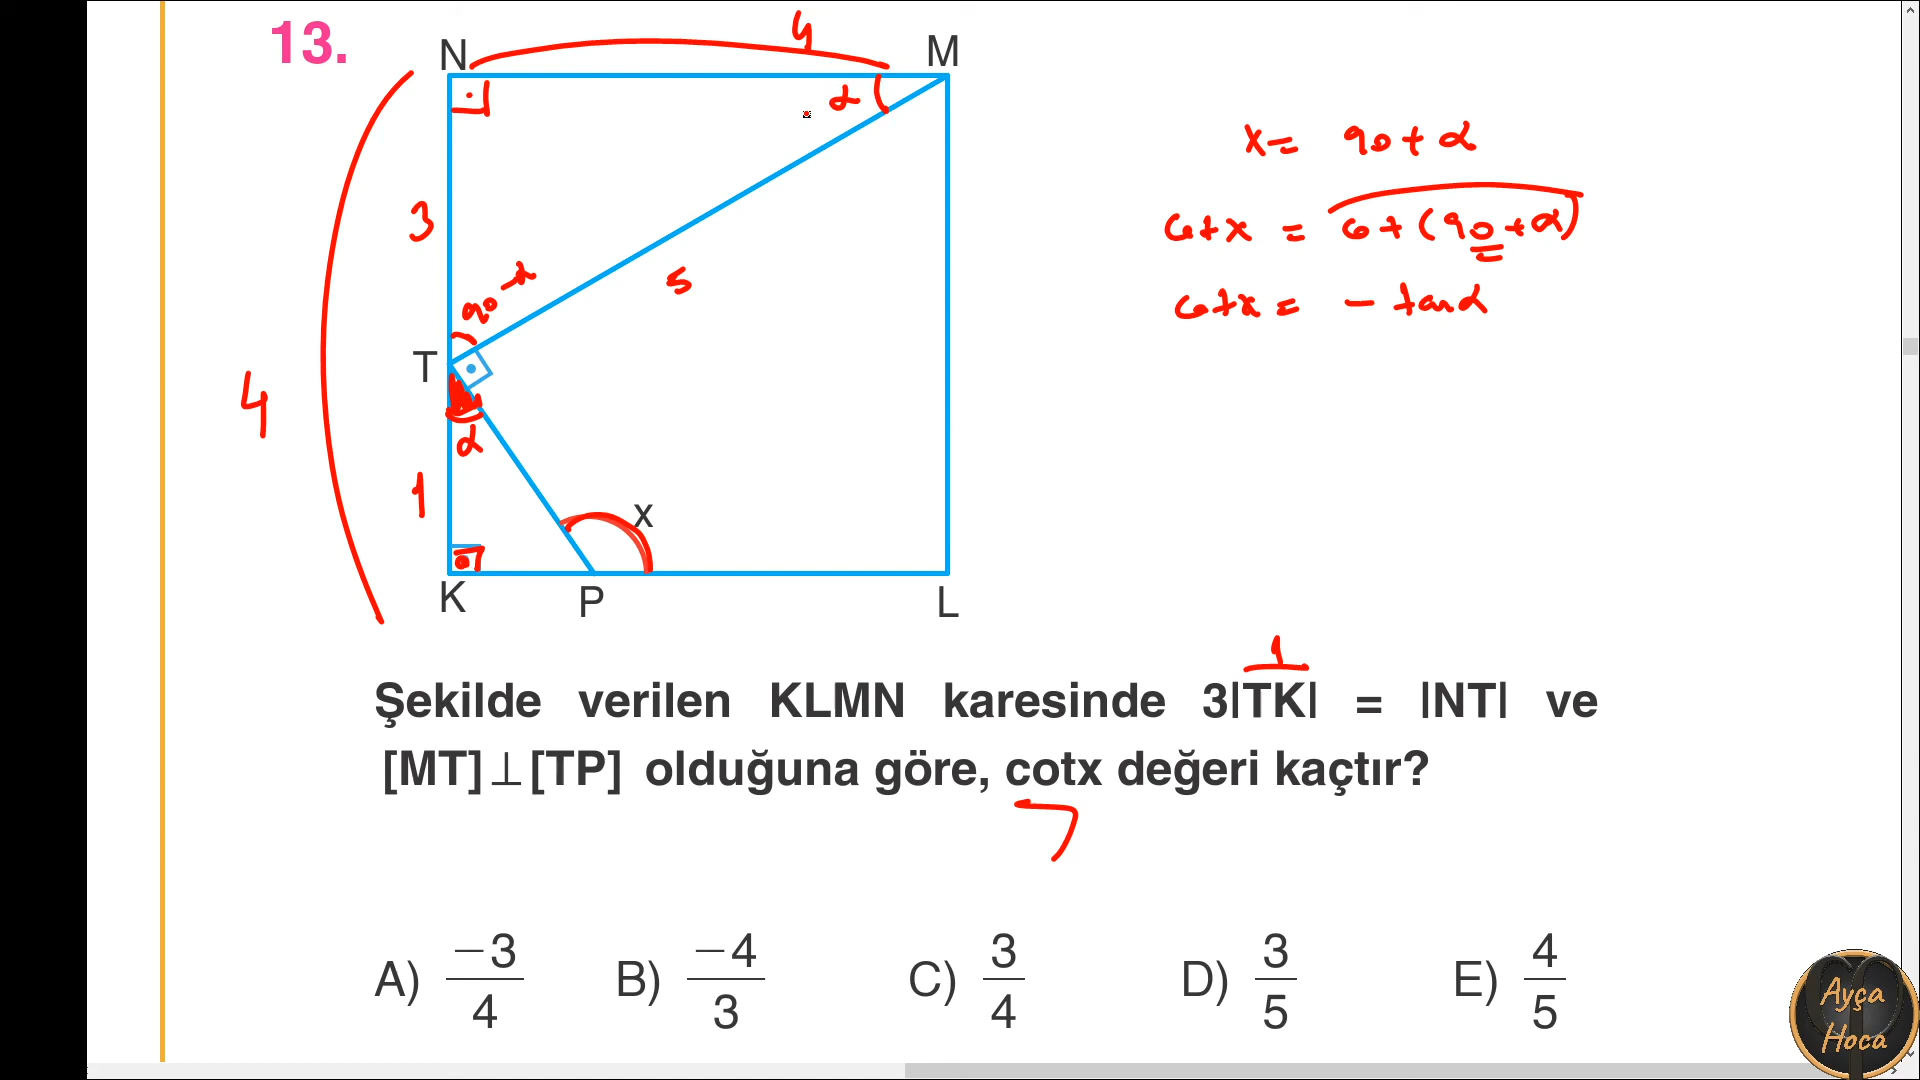 13.
N
M
4
α
x = 90 + α
3
cotx = cot(90 + α)
90 - α
5
cotx = - tanα
T
4
α
1
x
K
P
L
1
Şekilde verilen KLMN karesinde 3|TK| = |NT| ve
[MT]⊥[TP] olduğuna göre, cotx değeri kaçtır?
A) -3/4 B) -4/3 C) 3/4 D) 3/5 E) 4/5
Ayça
Hoca